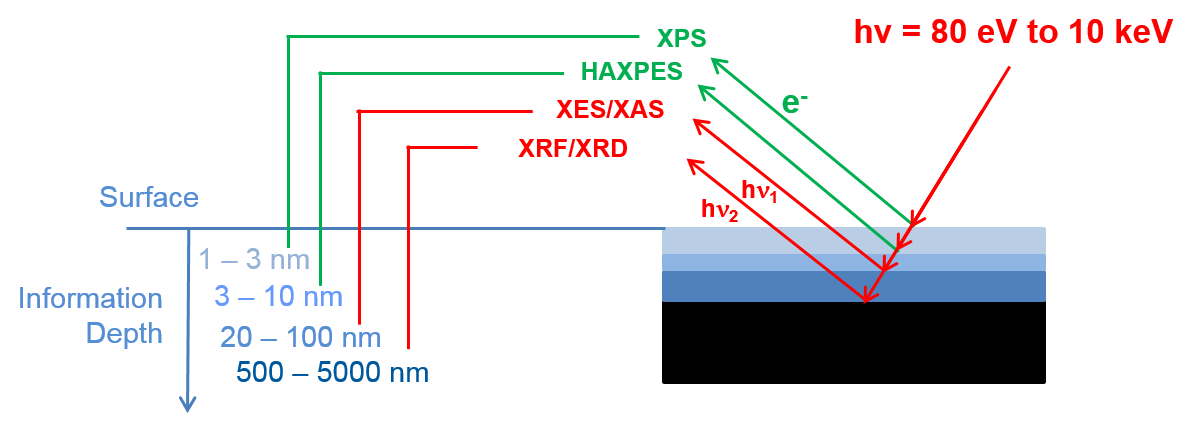 hν = 80 eV to 10 keV
XPS
HAXPES
e-
XES/XAS
XRF/XRD
hν1
hν2
Surface
1 – 3 nm
Information
Depth
3 – 10 nm
20 – 100 nm
500 – 5000 nm